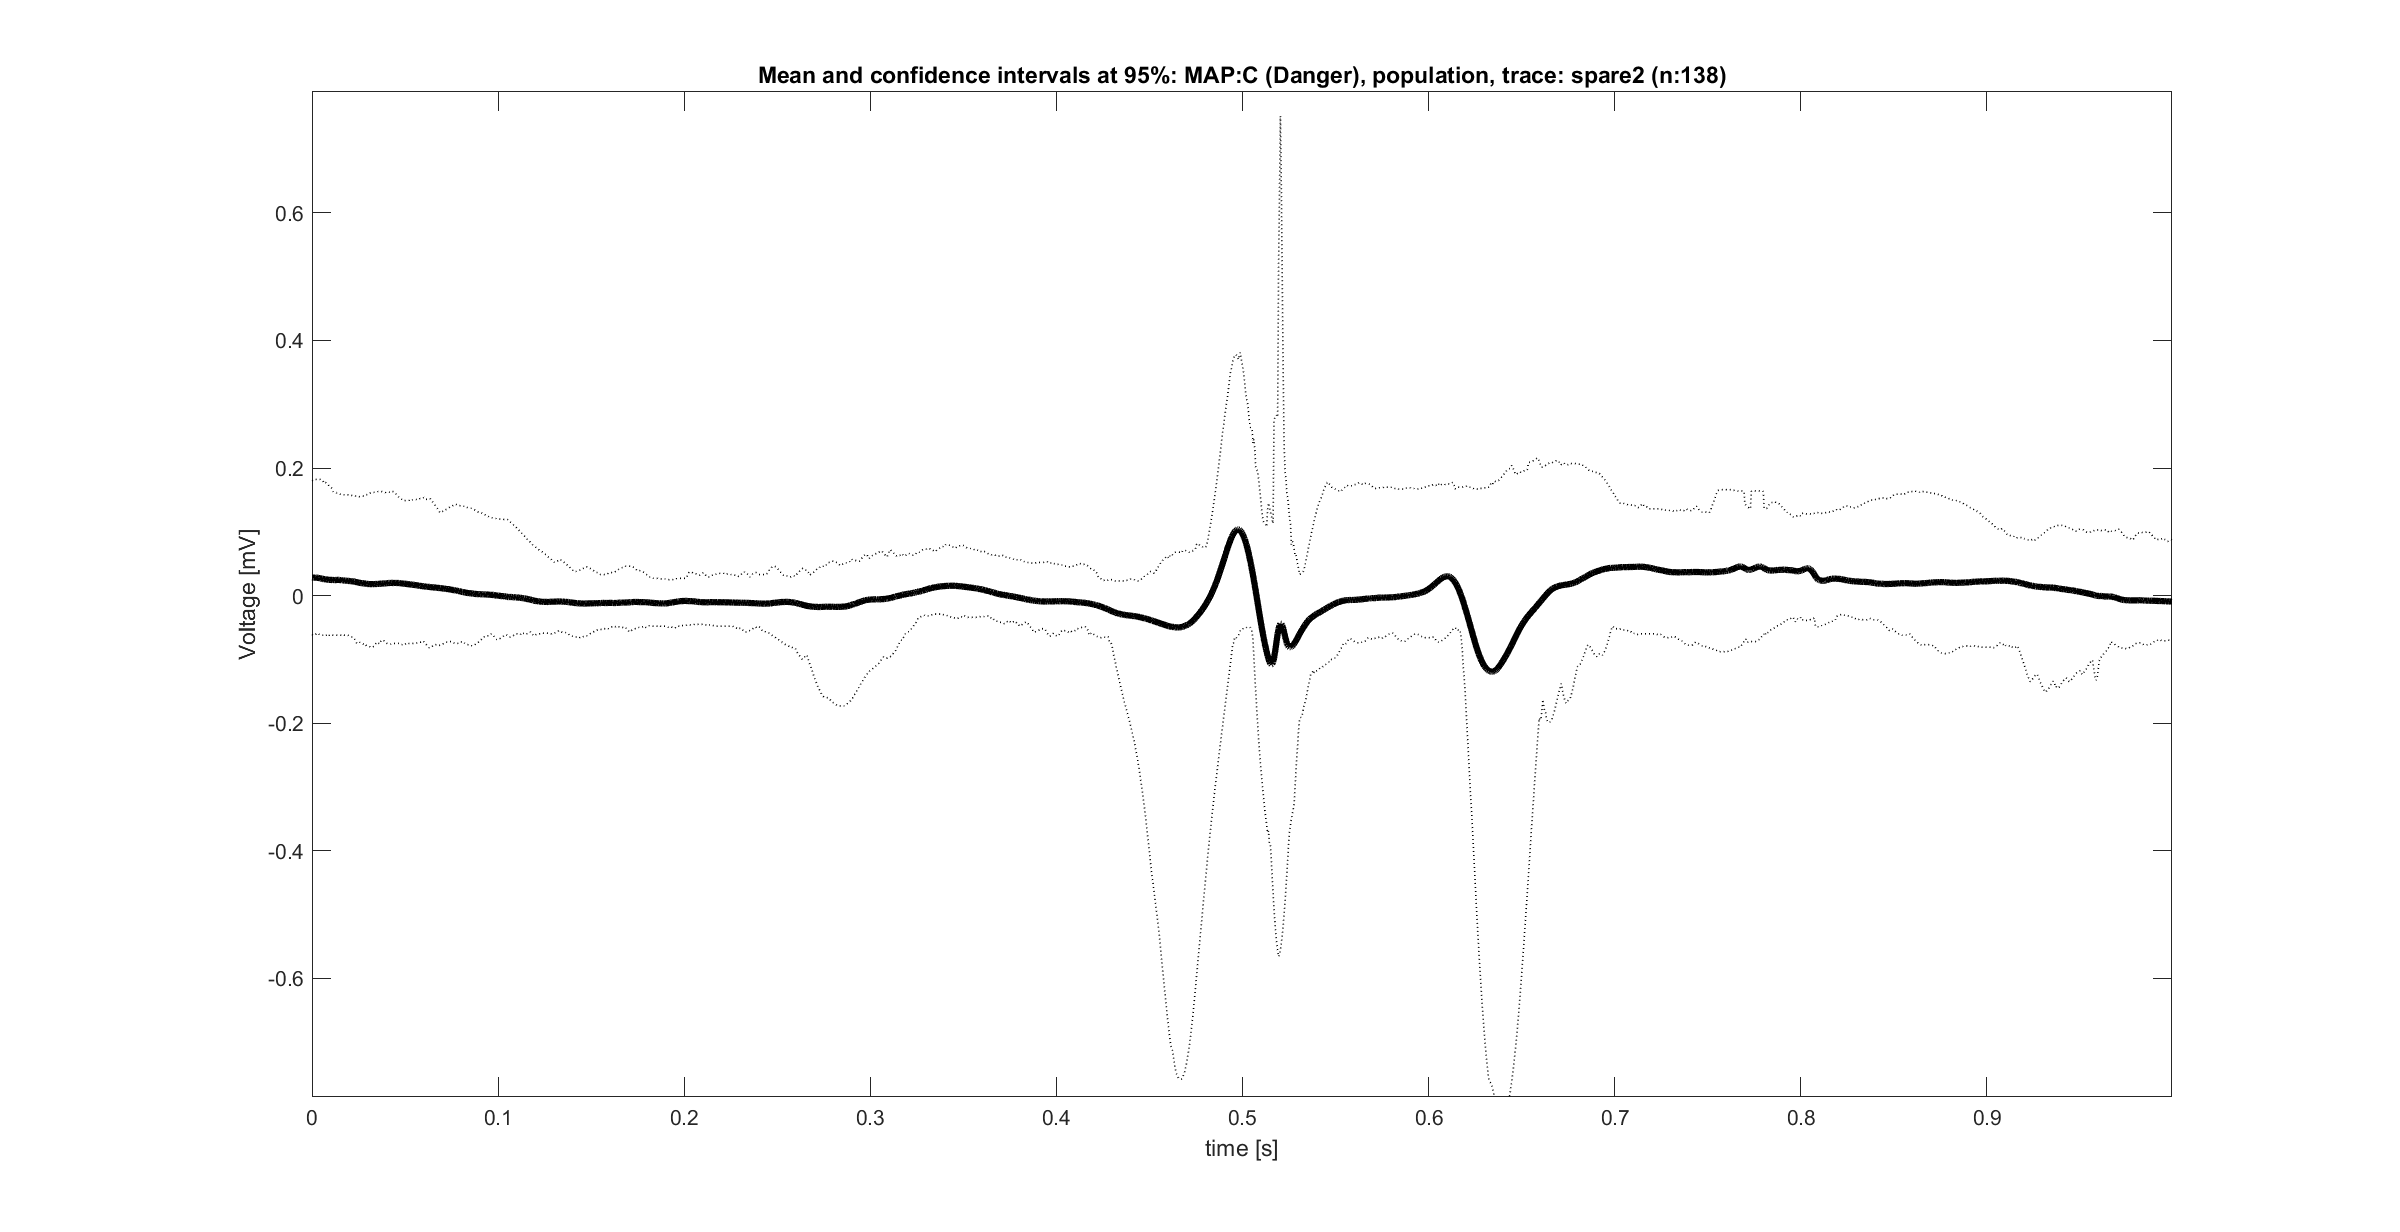 Mean and confidence intervals at 95%: MAP:C (Danger), population, trace: spare2 (n:138)
Voltage [mV]
0.6
0.4
0.2
0
-0.2
-0.4
-0.6
0 0.1 0.2 0.3 0.4 0.5 0.6 0.7 0.8 0.9
time [s]